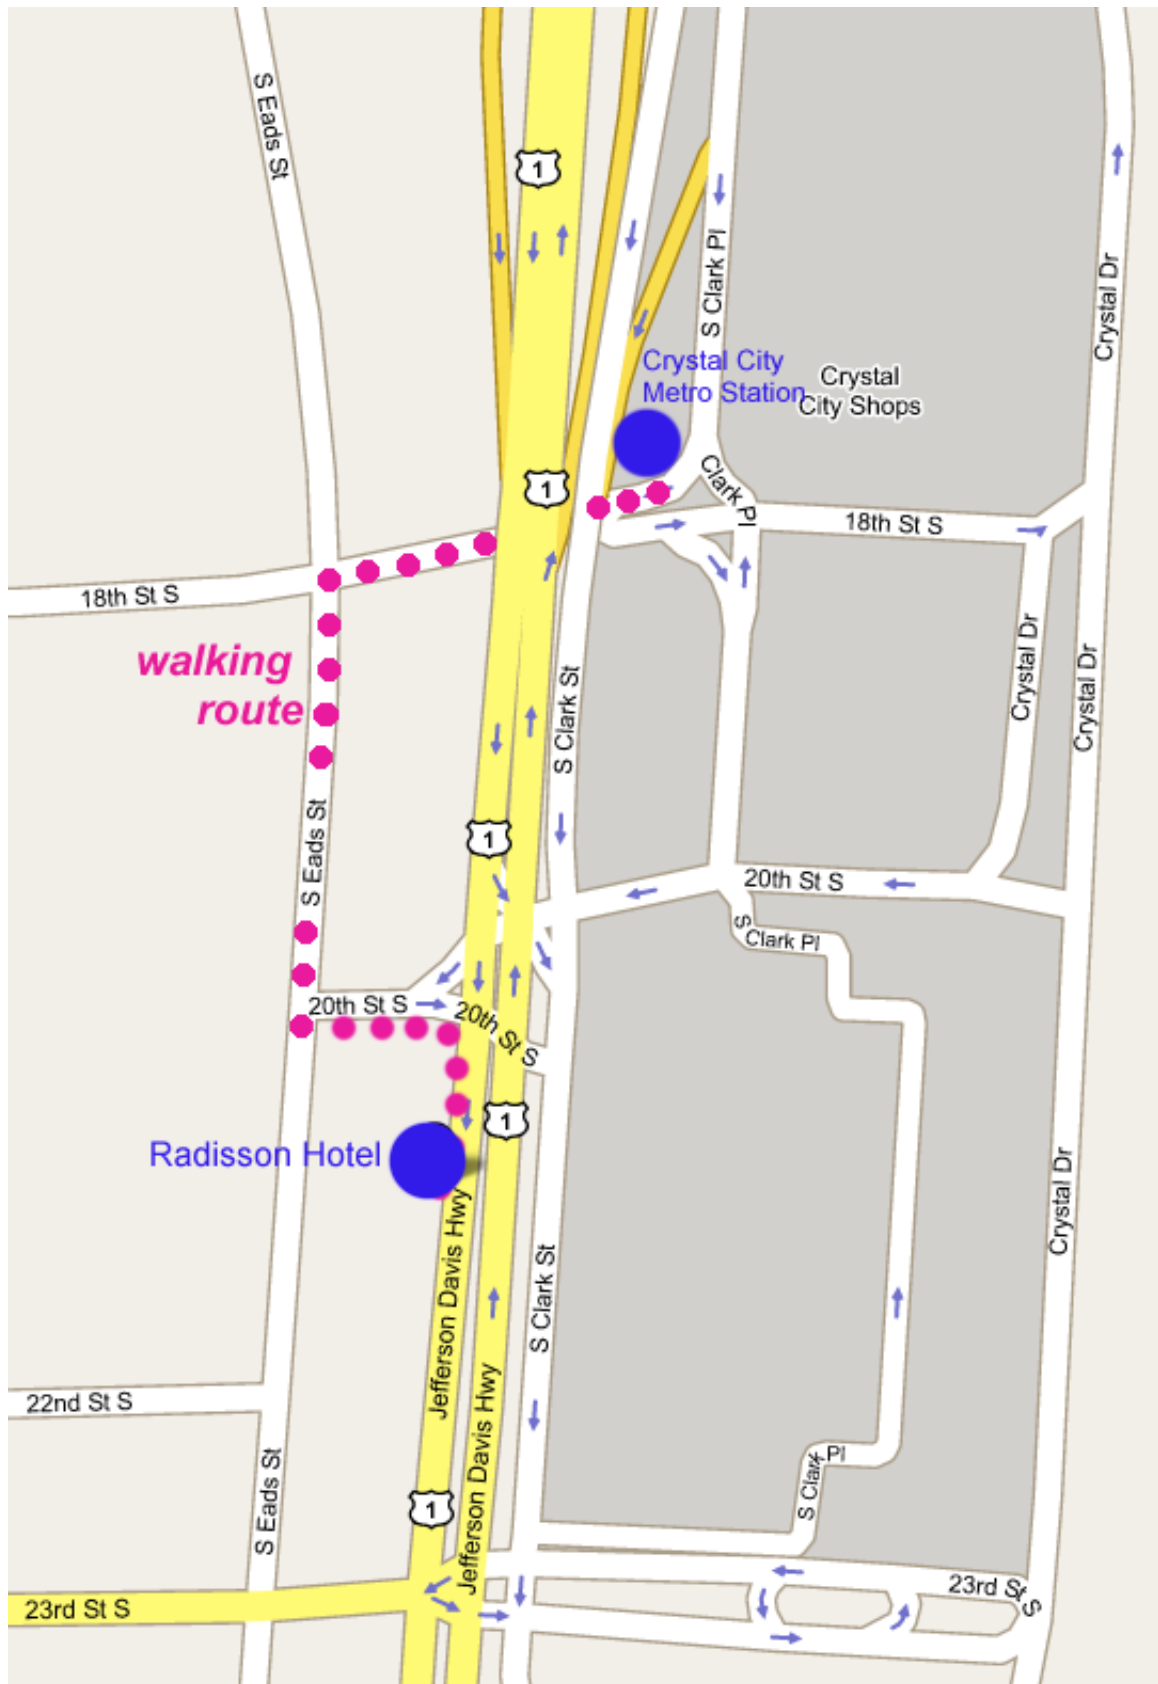 S Eads St
1
S Clark Pl
Crystal Dr
Crystal City
Metro Station
Crystal
City Shops
1
Clark Pl
18th St S
18th St S
walking
route
Crystal Dr
Crystal Dr
S Clark St
1
S Eads St
20th St S
S Clark Pl
20th St S
20th St S
1
Radisson Hotel
Jefferson Davis Hwy
S Clark St
Crystal Dr
22nd St S
Jefferson Davis Hwy
S Eads St
S Clark Pl
1
23rd St S
S
23rd St S